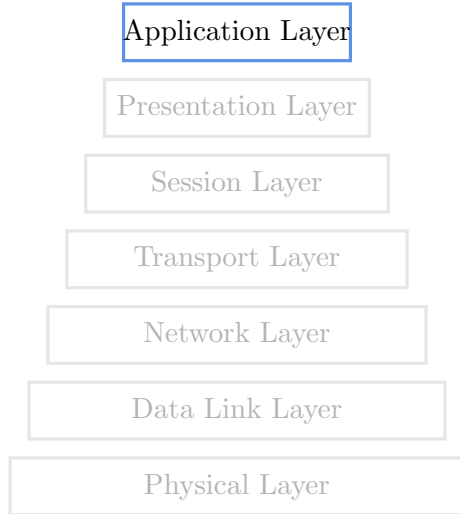 Application Layer
Presentation Layer
Session Layer
Transport Layer
Network Layer
Data Link Layer
Physical Layer